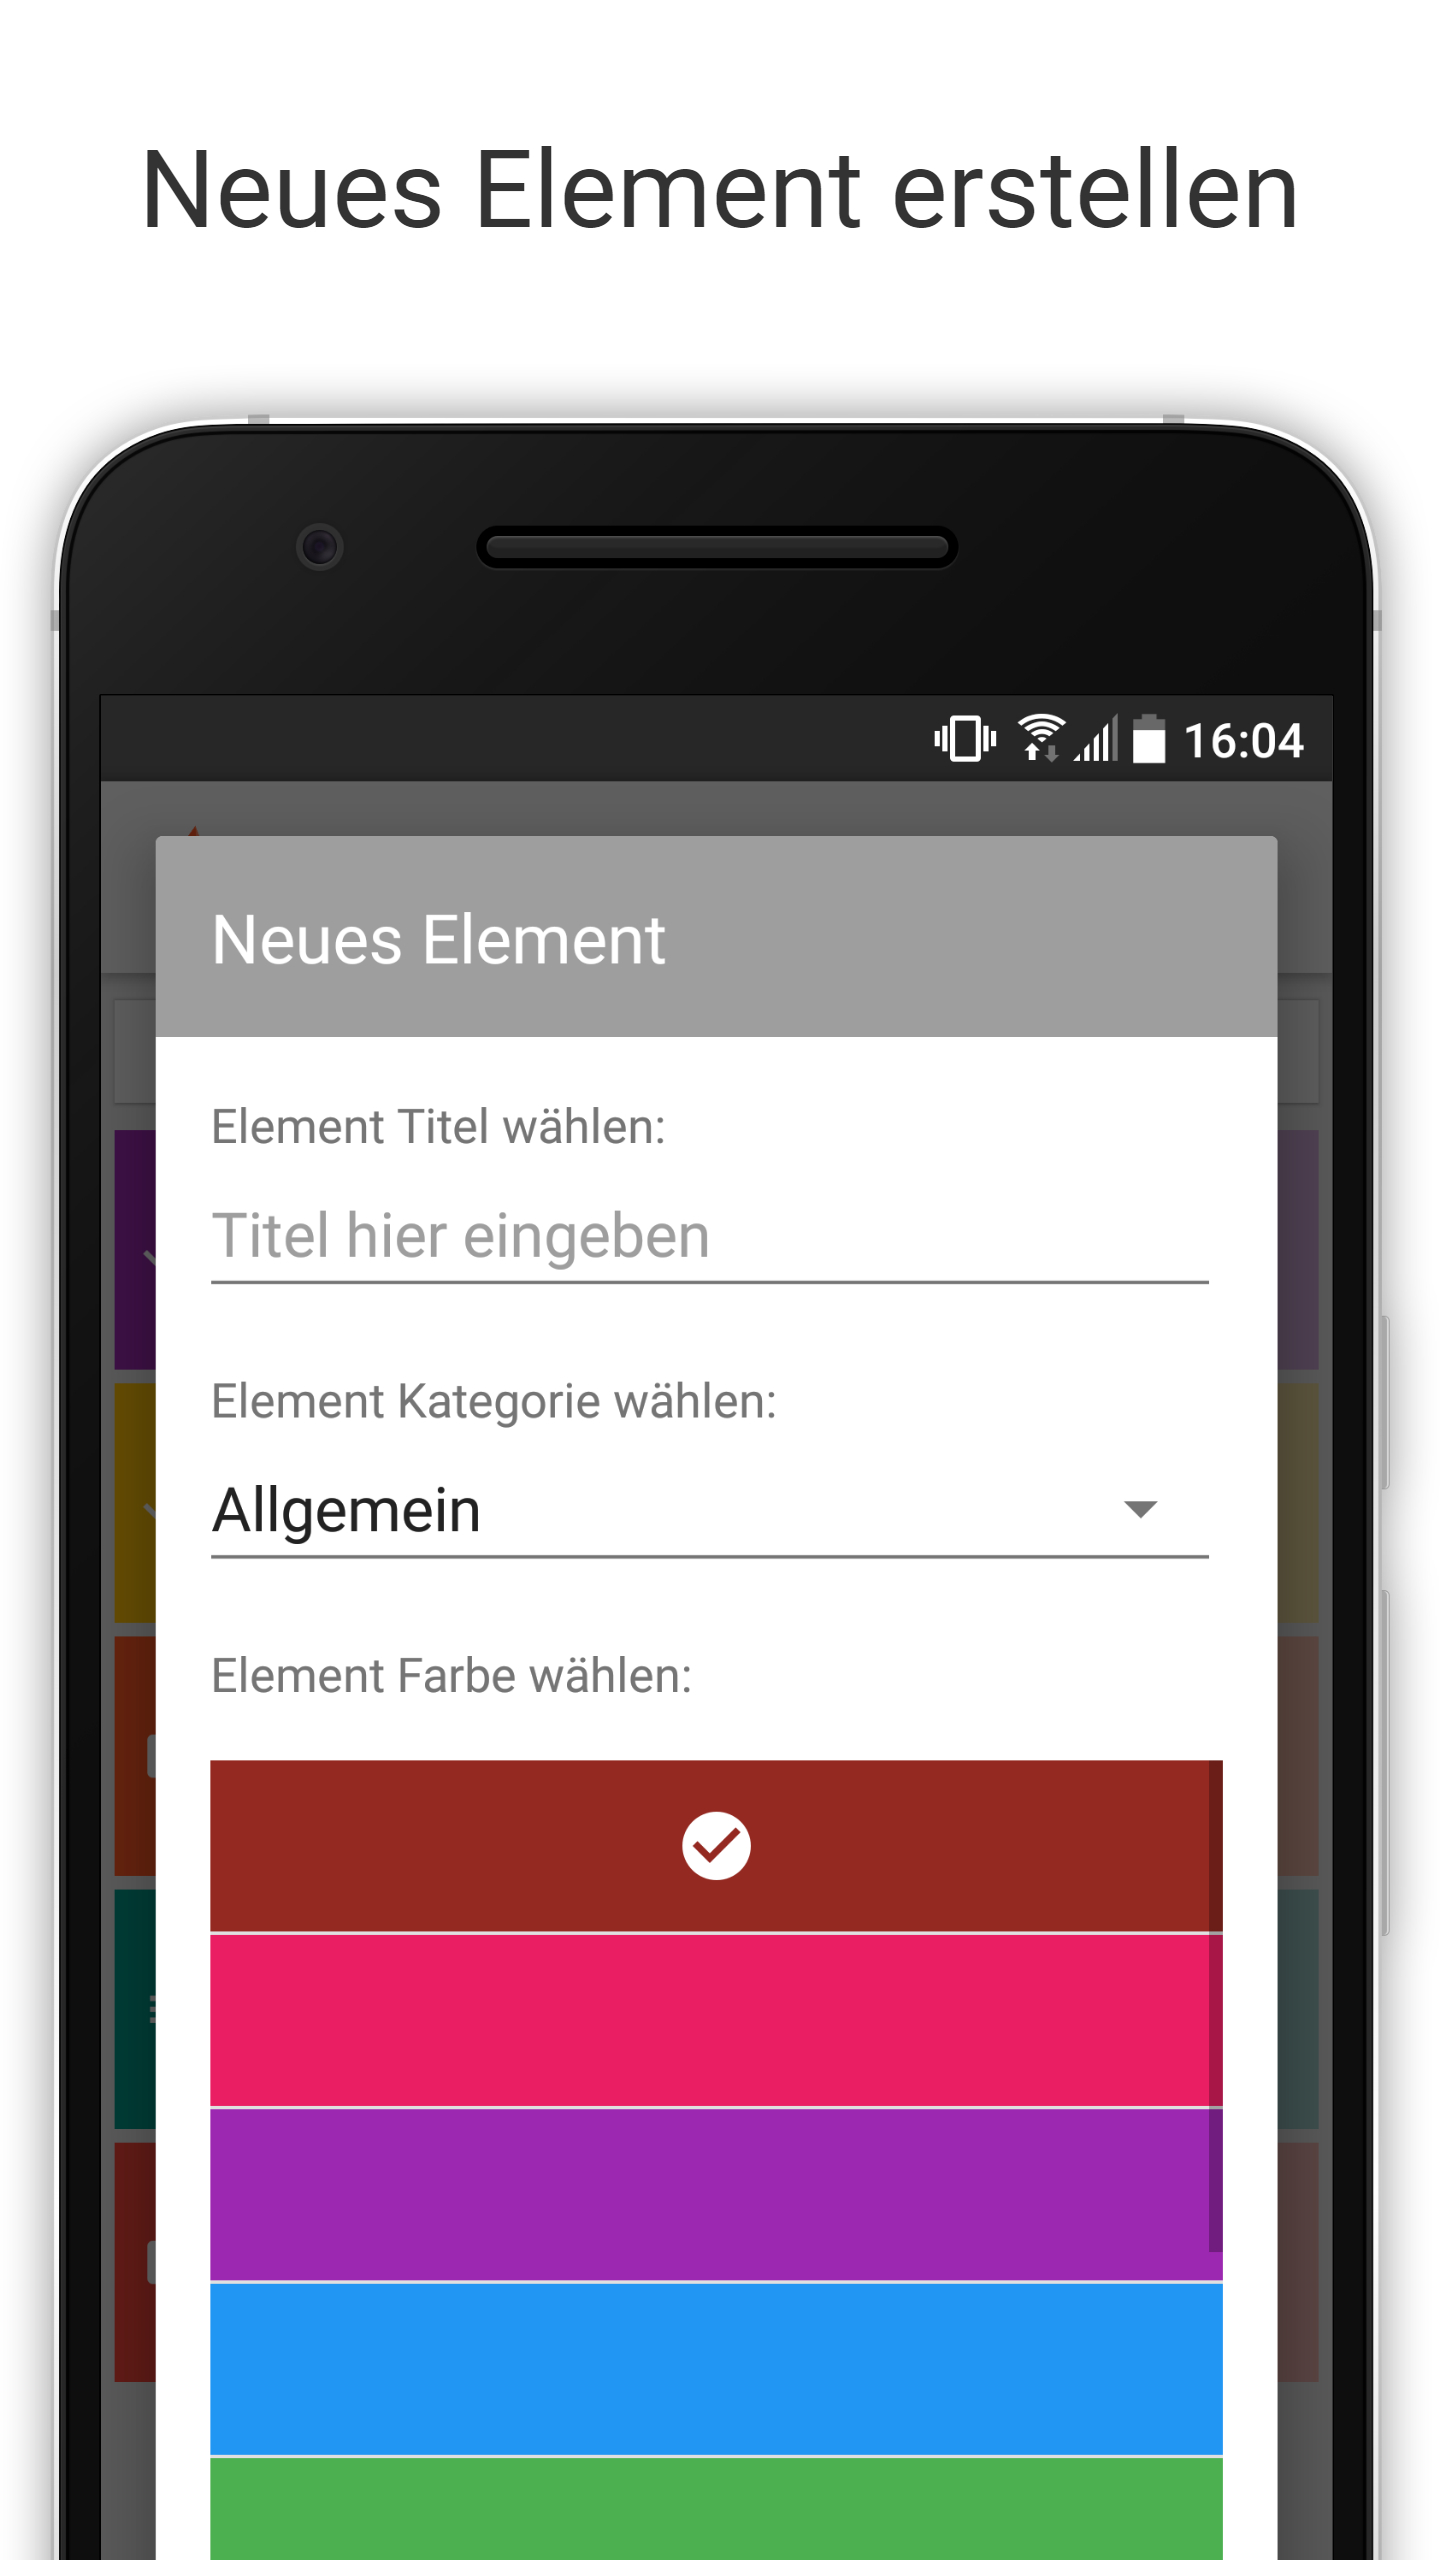 Neues Element erstellen
16:04
Neues Element
Element Titel wählen:
Titel hier eingeben
Element Kategorie wählen:
Allgemein
Element Farbe wählen: